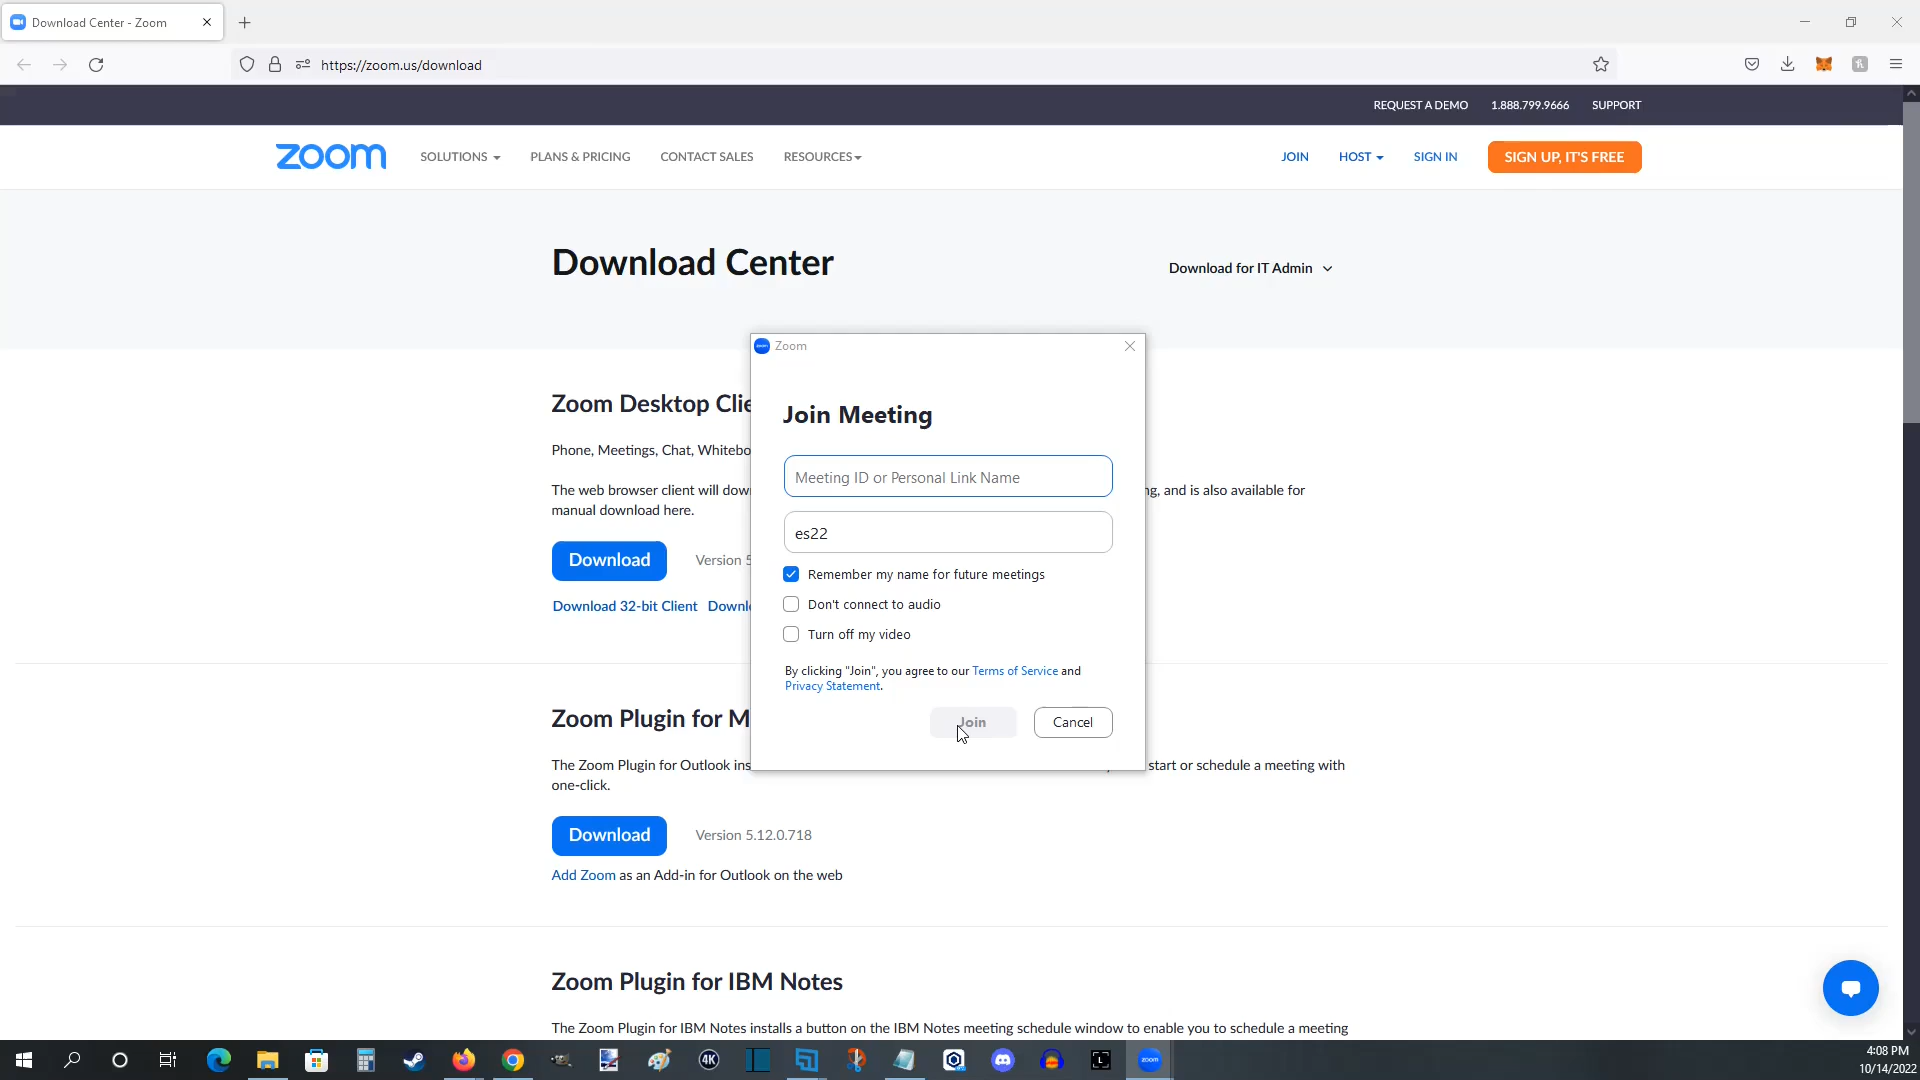 Download Center - Zoom
https://zoom.us/download
REQUEST A DEMO 1.888.799.9666 SUPPORT
zoom SOLUTIONS PLANS & PRICING CONTACT SALES RESOURCES JOIN HOST SIGN IN SIGN UP, IT'S FREE
Download Center
Download for IT Admin
Zoom Desktop Clie
Phone, Meetings, Chat, Whitebo
The web browser client will dow
ng, and is also available for
manual download here.
Download Version 5
Download 32-bit Client Downl
Zoom
Join Meeting
Meeting ID or Personal Link Name
es22
Remember my name for future meetings
Don't connect to audio
Turn off my video
By clicking "Join", you agree to our Terms of Service and
Privacy Statement.
Join Cancel
Zoom Plugin for M
The Zoom Plugin for Outlook ins
start or schedule a meeting with
one-click.
Download Version 5.12.0.718
Add Zoom as an Add-in for Outlook on the web
Zoom Plugin for IBM Notes
The Zoom Plugin for IBM Notes installs a button on the IBM Notes meeting schedule window to enable you to schedule a meeting
4K
L
zoom
4:08 PM
10/14/2022